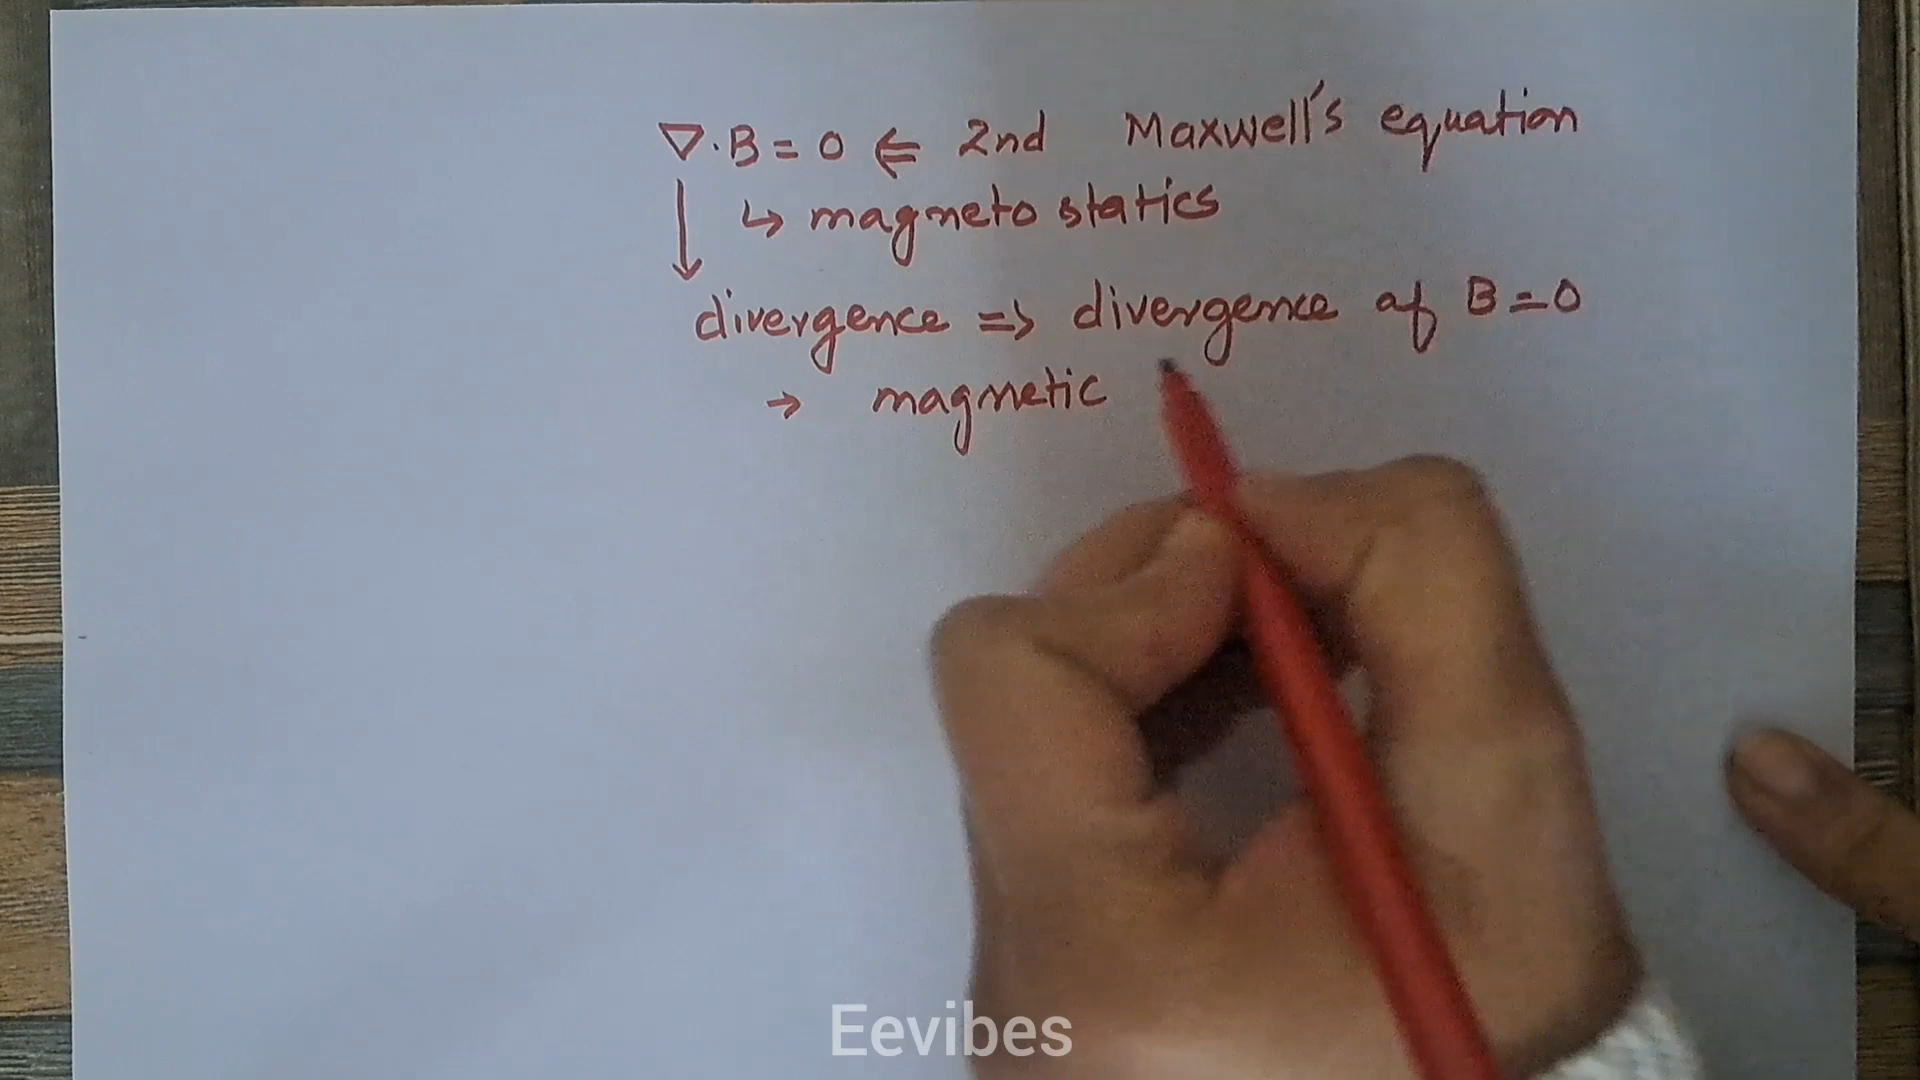 ∇.B = 0 ⇐ 2nd Maxwell's equation
↳ magneto statics
divergence => divergence of B = 0
→ magnetic
Eevibes